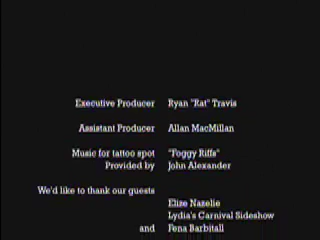 Executive Producer Ryan "Rat" Travis
Assistant Producer Allan MacMillan
Music for tattoo spot "Foggy Riffs"
Provided by John Alexander
We'd like to thank our guests
Elize Nazelie
Lydia's Carnival Sideshow
and Fena Barbitall